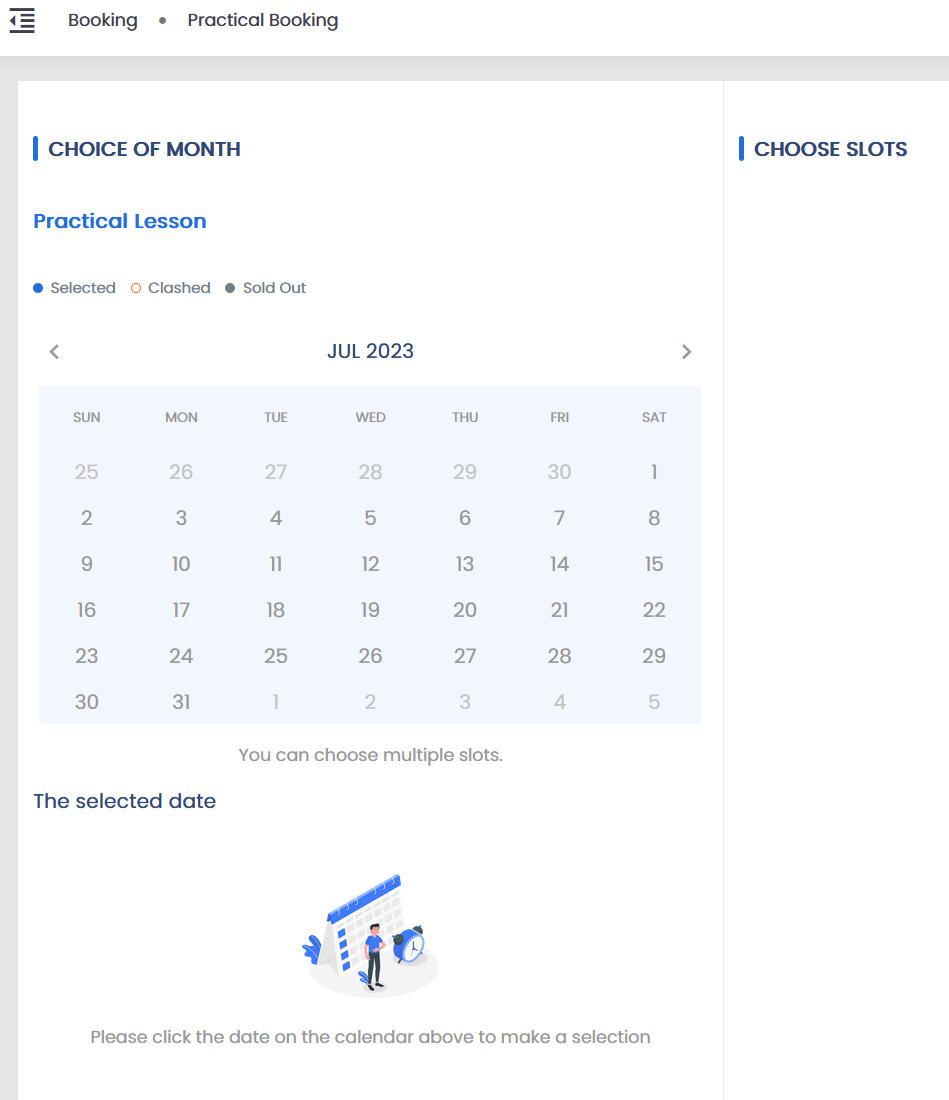 Booking • Practical Booking
CHOICE OF MONTH
Practical Lesson
Selected Clashed Sold Out
JUL 2023
SUN MON TUE WED THU FRI SAT
25 26 27 28 29 30 1
2 3 4 5 6 7 8
9 10 11 12 13 14 15
16 17 18 19 20 21 22
23 24 25 26 27 28 29
30 31 1 2 3 4 5
You can choose multiple slots.
The selected date
Please click the date on the calendar above to make a selection
CHOOSE SLOTS